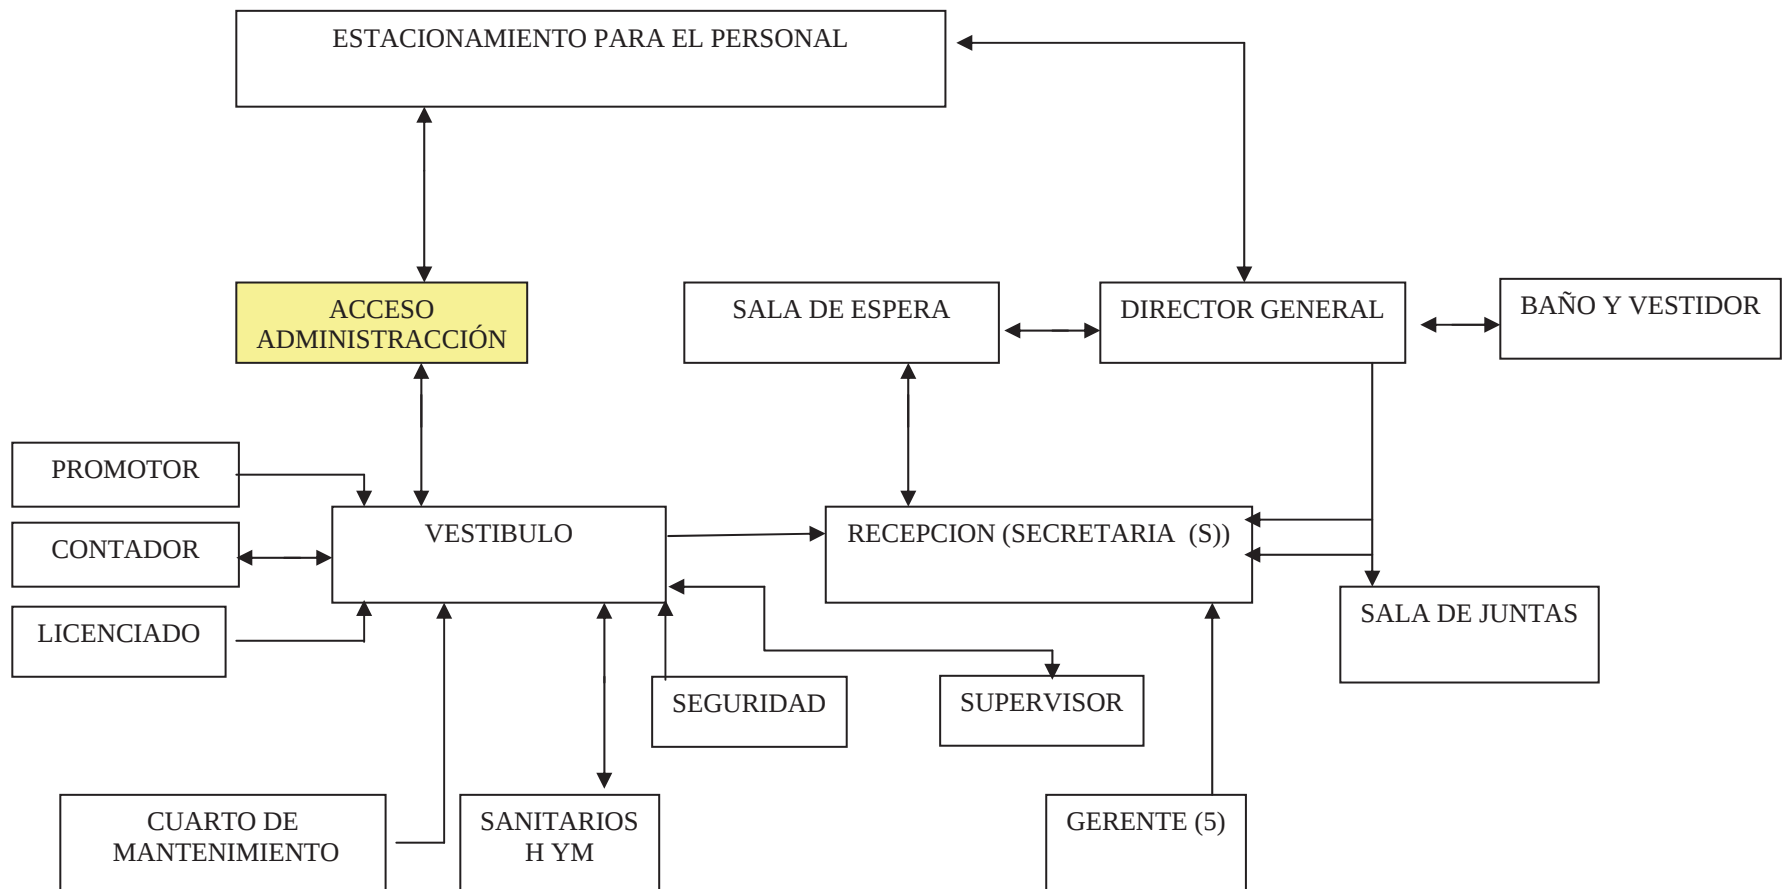 ESTACIONAMIENTO PARA EL PERSONAL
ACCESO
ADMINISTRACCIÓN
SALA DE ESPERA
DIRECTOR GENERAL
BAÑO Y VESTIDOR
PROMOTOR
CONTADOR
LICENCIADO
VESTIBULO
RECEPCION (SECRETARIA (S))
SALA DE JUNTAS
SEGURIDAD
SUPERVISOR
CUARTO DE
MANTENIMIENTO
SANITARIOS
H YM
GERENTE (5)